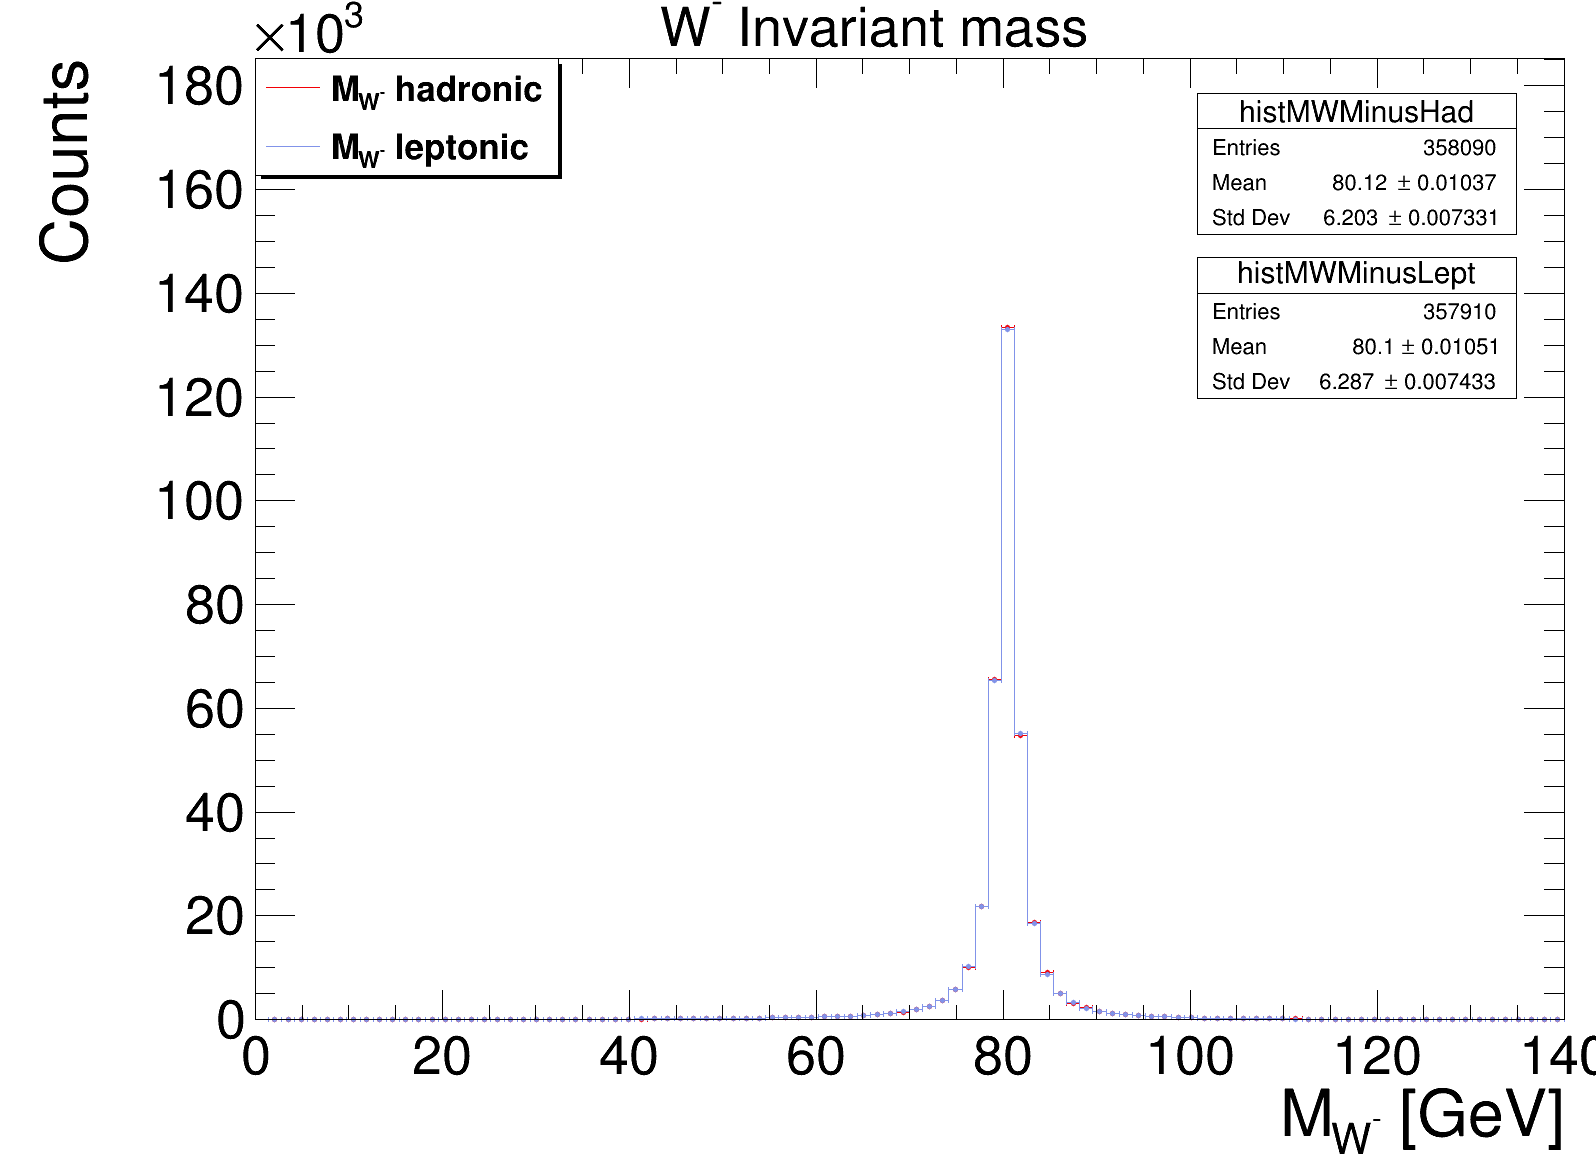 W⁻ Invariant mass
×10³
Counts
180
160
140
120
100
80
60
40
20
0
M_W⁻ hadronic
M_W⁻ leptonic
histMWMinusHad
Entries 358090
Mean 80.12 ± 0.01037
Std Dev 6.203 ± 0.007331
histMWMinusLept
Entries 357910
Mean 80.1 ± 0.01051
Std Dev 6.287 ± 0.007433
0 20 40 60 80 100 120 140
M_W⁻ [GeV]